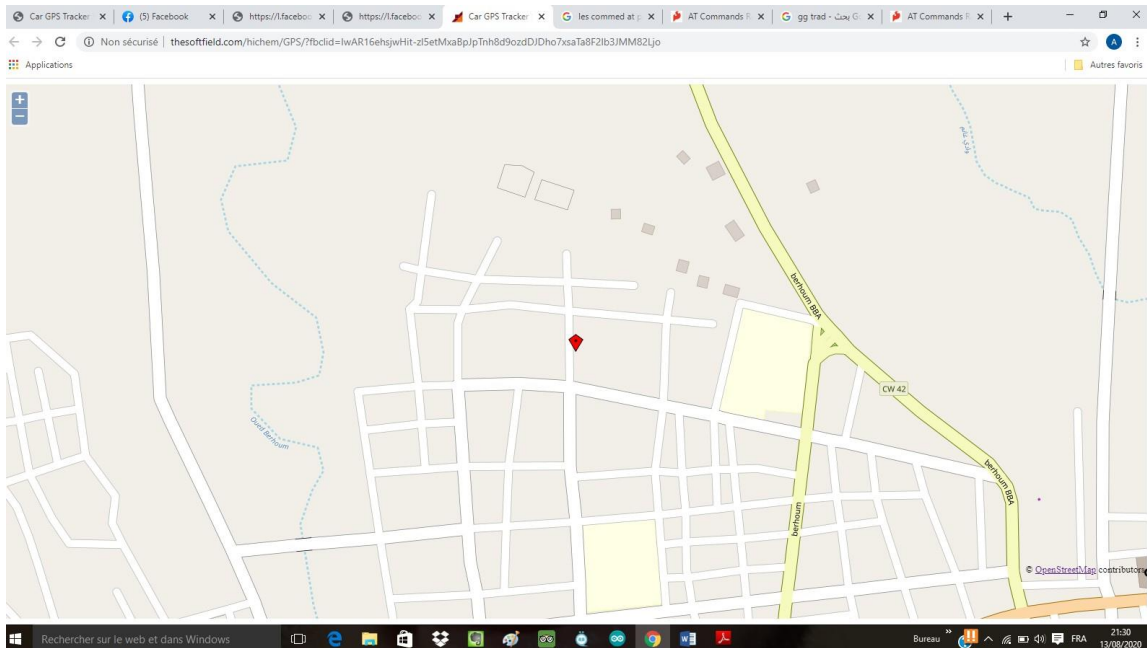 Car GPS Tracker
(5) Facebook
https://l.faceboo
https://l.faceboo
Car GPS Tracker
les commed at p
AT Commands R
gg trad - بحث G
AT Commands R
Non sécurisé | thesoftfield.com/hichem/GPS/?fbclid=IwAR16ehsjwHit-zl5etMxaBpJpTnh8d9ozdDJDho7xsaTa8F2Ib3JMM82Ljo
A
Applications
Autres favoris
+
−
وادي غانم
berhoum BBA
CW 42
Oued Berhoum
berhoum BBA
berhoum
© OpenStreetMap contributors
Rechercher sur le web et dans Windows
Bureau
FRA
21:30
13/08/2020